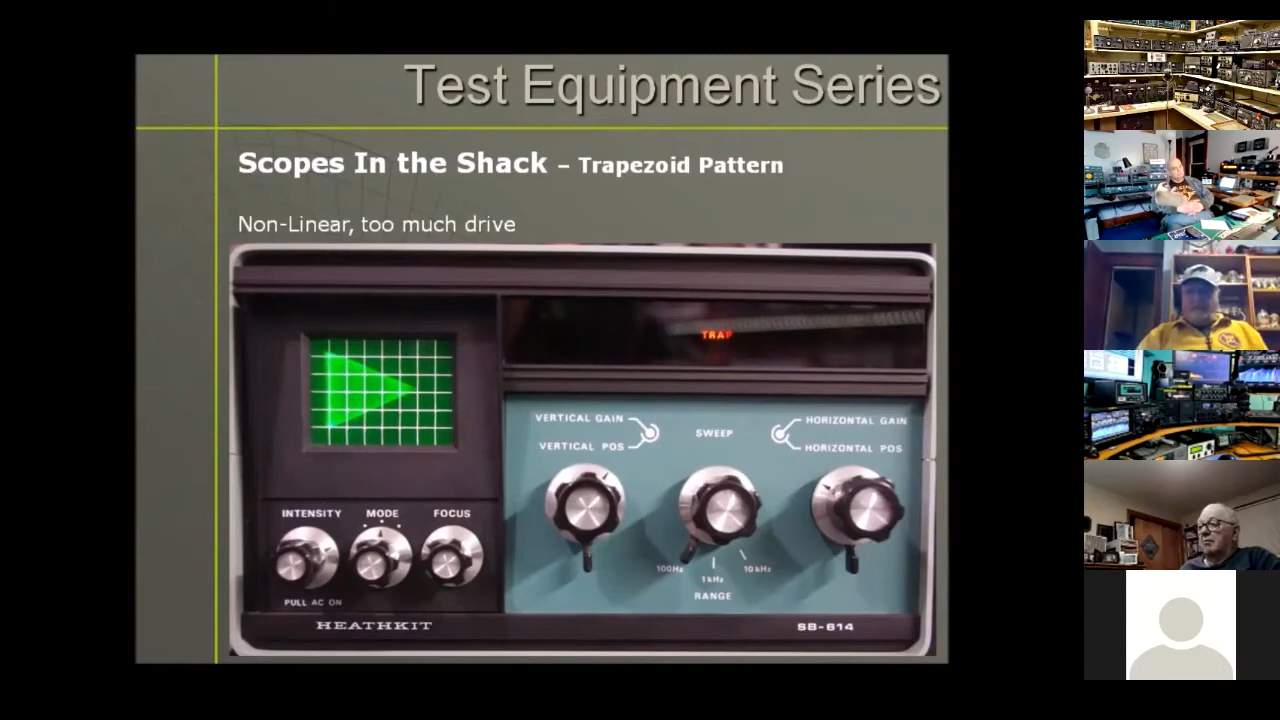 Test Equipment Series
Scopes In the Shack – Trapezoid Pattern
Non-Linear, too much drive
TRAP
VERTICAL GAIN
HORIZONTAL GAIN
SWEEP
VERTICAL POS
HORIZONTAL POS
INTENSITY
MODE
FOCUS
100Hz
1kHz
10kHz
RANGE
PULL AC ON
HEATHKIT
SB-614